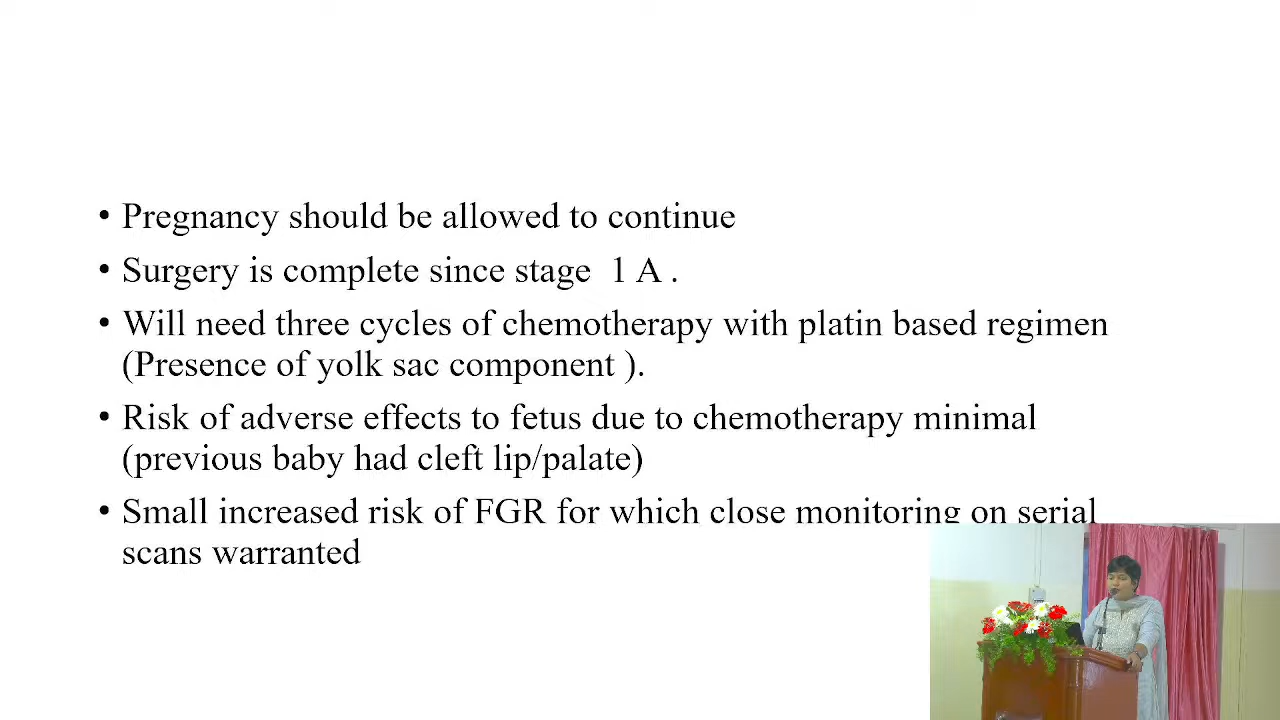 • Pregnancy should be allowed to continue
• Surgery is complete since stage 1 A .
• Will need three cycles of chemotherapy with platin based regimen
(Presence of yolk sac component ).
• Risk of adverse effects to fetus due to chemotherapy minimal
(previous baby had cleft lip/palate)
• Small increased risk of FGR for which close monitoring on serial
scans warranted